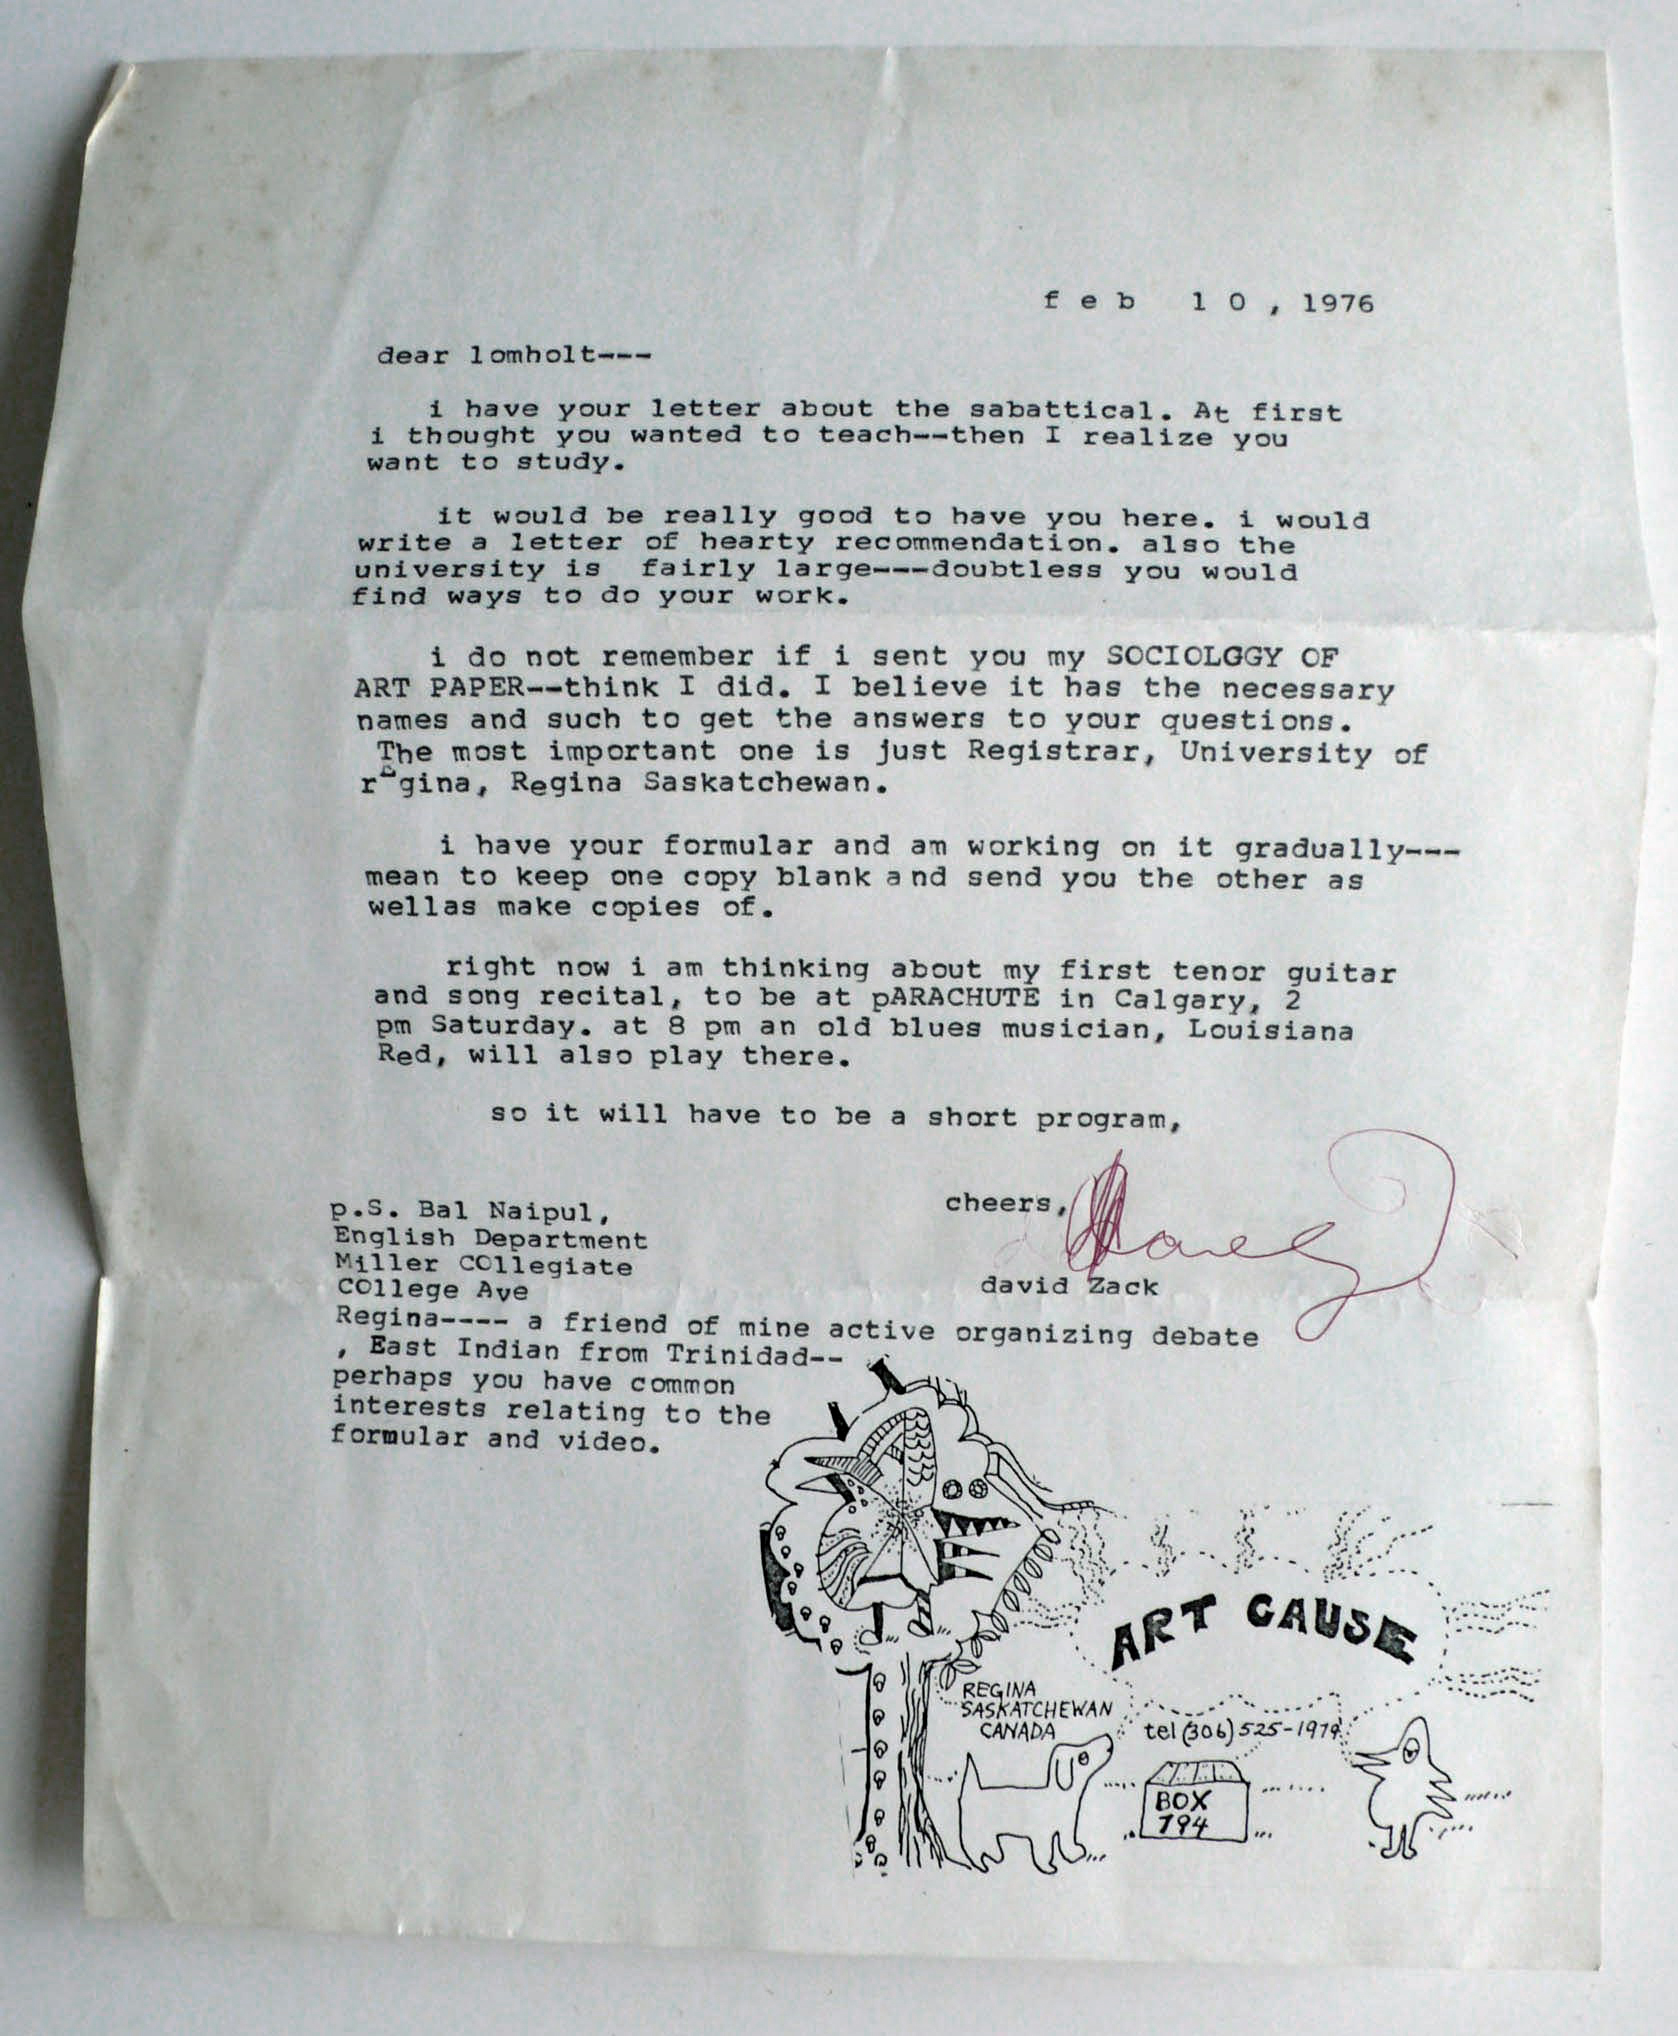 feb 10, 1976
dear lomholt---
i have your letter about the sabattical. At first
i thought you wanted to teach--then I realize you
want to study.
it would be really good to have you here. i would
write a letter of hearty recommendation. also the
university is fairly large---doubtless you would
find ways to do your work.
i do not remember if i sent you my SOCIOLGGY OF
ART PAPER--think I did. I believe it has the necessary
names and such to get the answers to your questions.
The most important one is just Registrar, University of
regina, Regina Saskatchewan.
i have your formular and am working on it gradually---
mean to keep one copy blank and send you the other as
wellas make copies of.
right now i am thinking about my first tenor guitar
and song recital, to be at pARACHUTE in Calgary, 2
pm Saturday. at 8 pm an old blues musician, Louisiana
Red, will also play there.
so it will have to be a short program,
cheers,
david Zack
p.S. Bal Naipul,
English Department
Miller COllegiate
COllege Ave
Regina---- a friend of mine active organizing debate
, East Indian from Trinidad--
perhaps you have common
interests relating to the
formular and video.
ART CAUSE
REGINA
SASKATCHEWAN
CANADA
tel (306) 525-1979
BOX
794